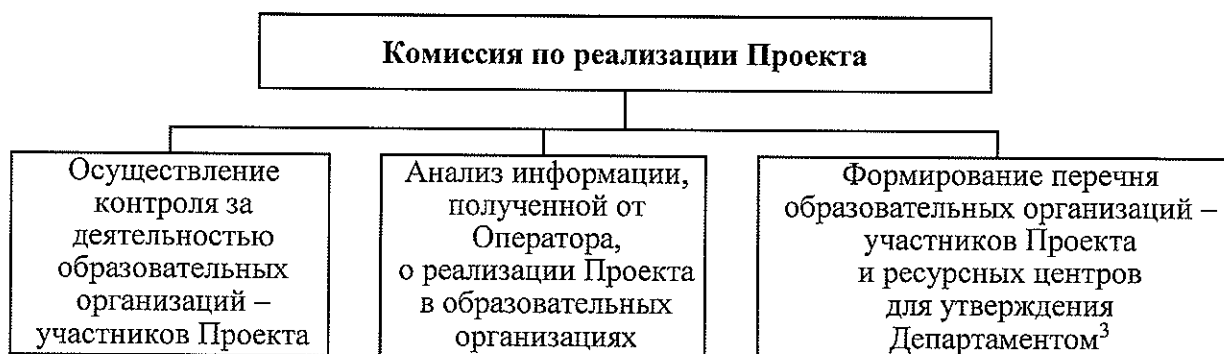 Комиссия по реализации Проекта
Осуществление
контроля за
деятельностью
образовательных
организаций –
участников Проекта
Анализ информации,
полученной от
Оператора,
о реализации Проекта
в образовательных
организациях
Формирование перечня
образовательных организаций –
участников Проекта
и ресурсных центров
для утверждения
Департаментом³